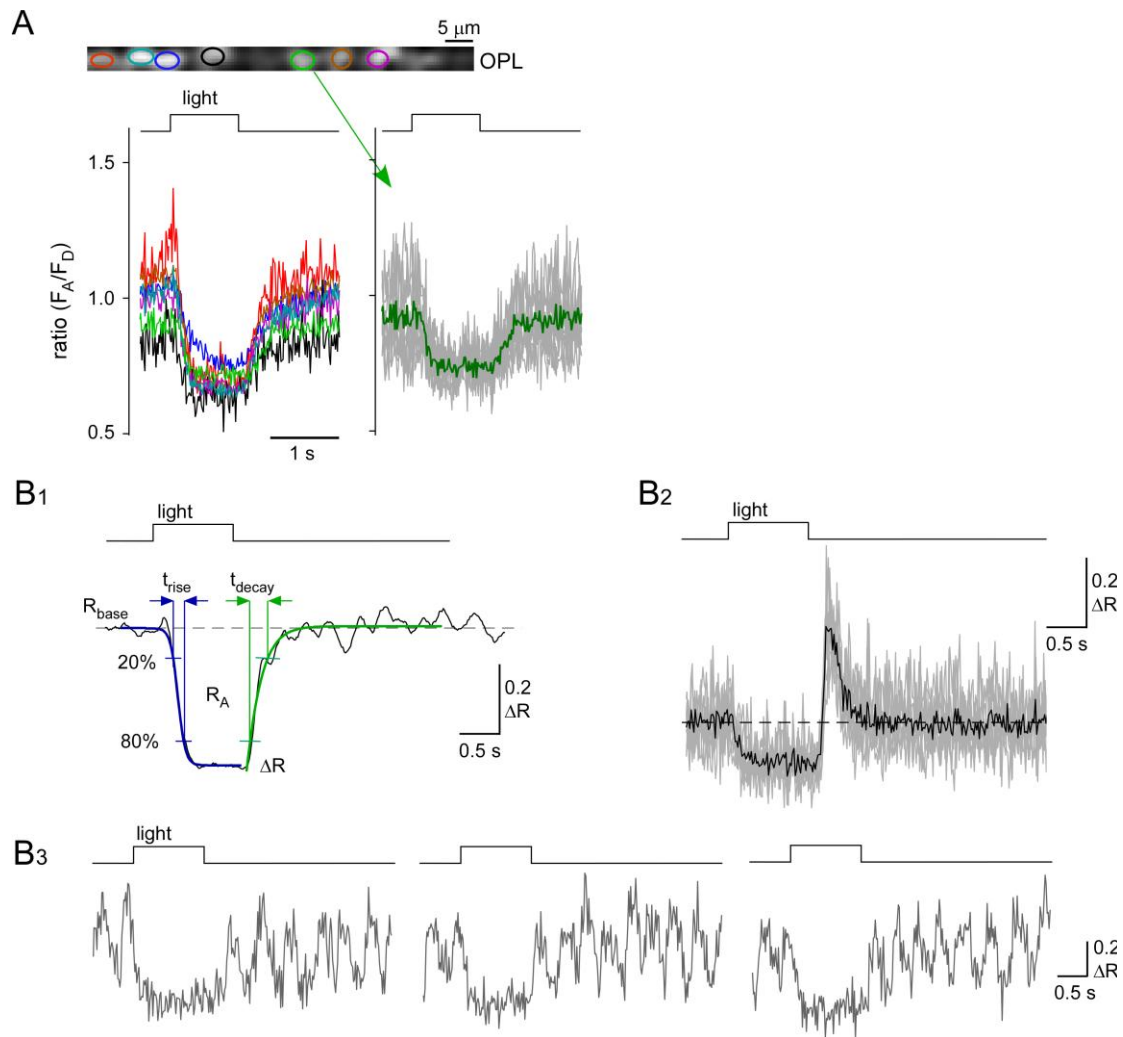 A
5 µm
OPL
light
1.5
1.0
0.5
ratio (F_A/F_D)
1 s
B1
light
t_rise
t_decay
R_base
20%
R_A
80%
ΔR
0.2
ΔR
0.5 s
B2
light
0.2
ΔR
0.5 s
B3
light
0.2
ΔR
0.5 s